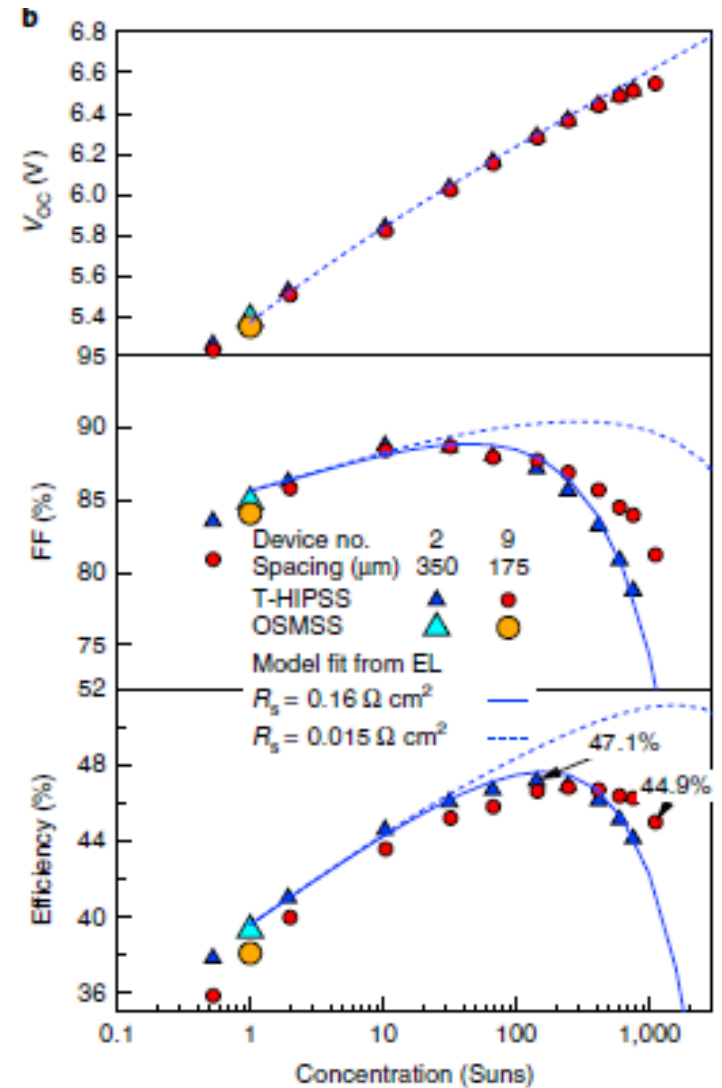 b
6.8
6.6
6.4
6.2
6.0
5.8
5.6
5.4
V_OC (V)
95
90
85
80
75
FF (%)
Device no. 2 9
Spacing (µm) 350 175
T-HIPSS
OSMSS
Model fit from EL
R_s = 0.16 Ω cm²
R_s = 0.015 Ω cm²
52
48
44
40
36
Efficiency (%)
47.1%
44.9%
0.1 1 10 100 1,000
Concentration (Suns)